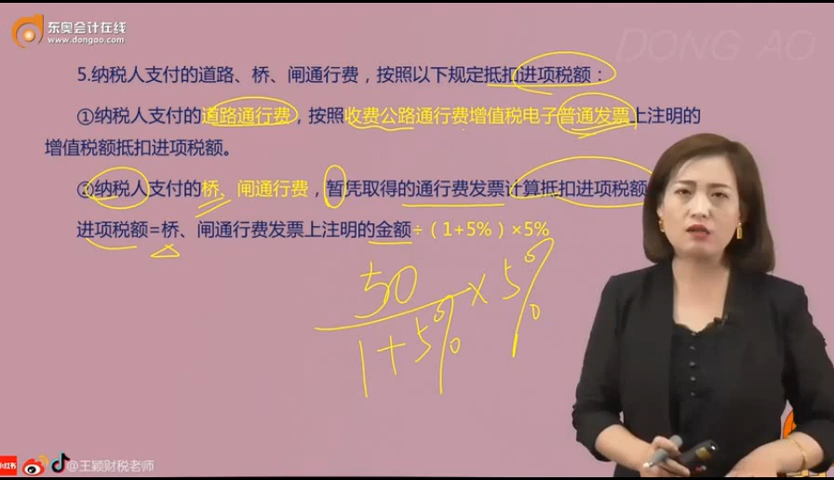 东奥会计在线
www.dongao.com
DONG AO
5.纳税人支付的道路、桥、闸通行费，按照以下规定抵扣进项税额：
①纳税人支付的道路通行费，按照收费公路通行费增值税电子普通发票上注明的
增值税额抵扣进项税额。
②纳税人支付的桥、闸通行费，暂凭取得的通行费发票计算抵扣进项税额
进项税额=桥、闸通行费发票上注明的金额÷（1+5%）×5%
50
× 5%
1+5%
小红书
@王颖财税老师